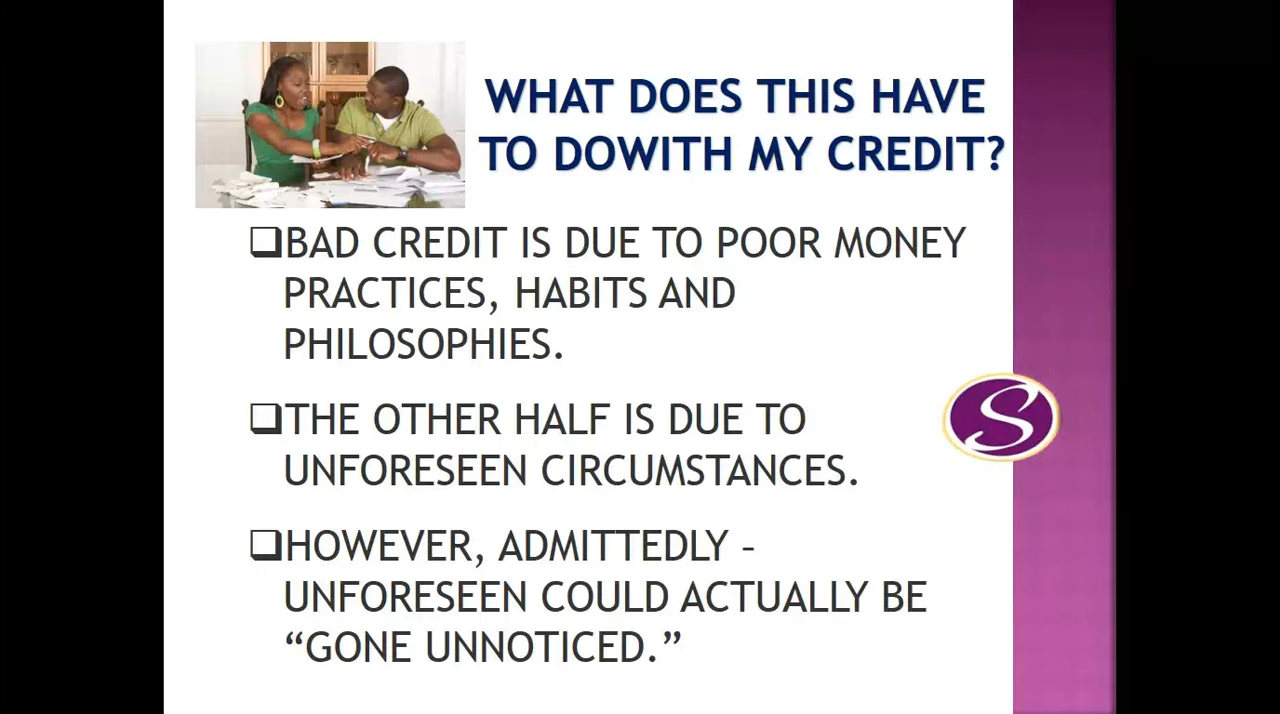 WHAT DOES THIS HAVE
TO DOWITH MY CREDIT?
❑BAD CREDIT IS DUE TO POOR MONEY
PRACTICES, HABITS AND
PHILOSOPHIES.
❑THE OTHER HALF IS DUE TO
UNFORESEEN CIRCUMSTANCES.
S
❑HOWEVER, ADMITTEDLY –
UNFORESEEN COULD ACTUALLY BE
“GONE UNNOTICED.”